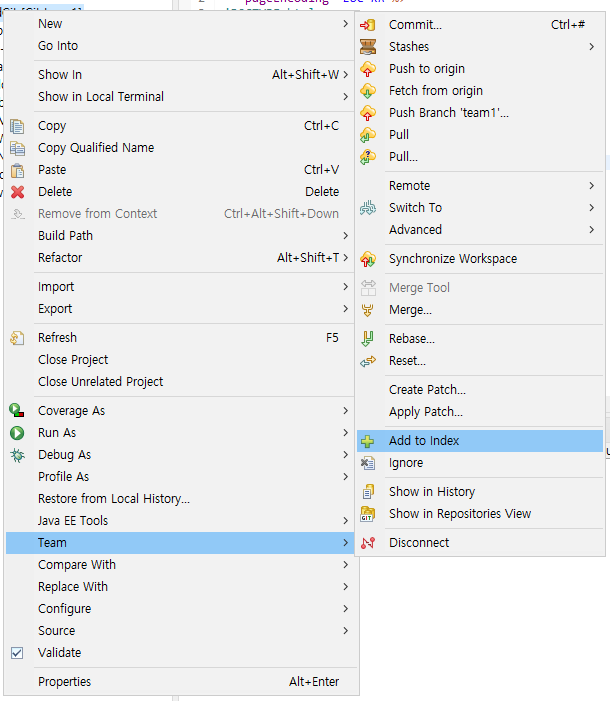 New
Go Into
Show In Alt+Shift+W
Show in Local Terminal
Copy Ctrl+C
Copy Qualified Name
Paste Ctrl+V
Delete Delete
Remove from Context Ctrl+Alt+Shift+Down
Build Path
Refactor Alt+Shift+T
Import
Export
Refresh F5
Close Project
Close Unrelated Project
Coverage As
Run As
Debug As
Profile As
Restore from Local History...
Java EE Tools
Team
Compare With
Replace With
Configure
Source
Validate
Properties Alt+Enter
Commit... Ctrl+#
Stashes
Push to origin
Fetch from origin
Push Branch 'team1'...
Pull
Pull...
Remote
Switch To
Advanced
Synchronize Workspace
Merge Tool
Merge...
Rebase...
Reset...
Create Patch...
Apply Patch...
Add to Index
Ignore
Show in History
GIT
Show in Repositories View
Disconnect